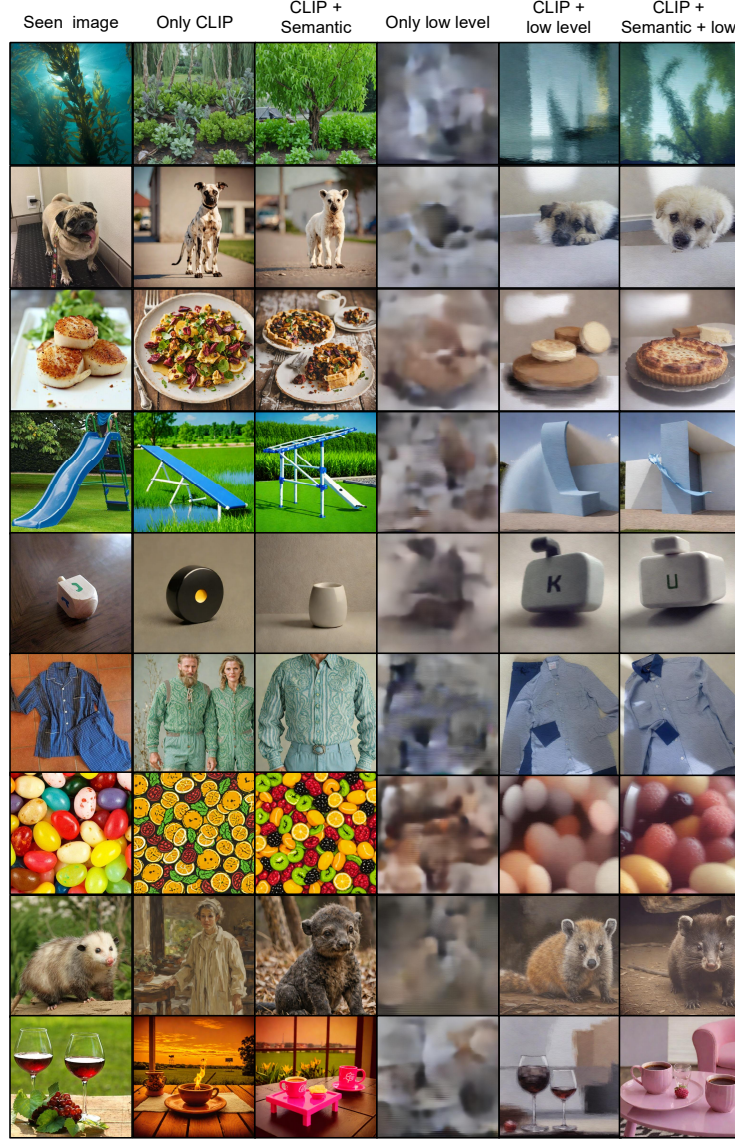 Seen image
Only CLIP
CLIP +
Semantic
Only low level
CLIP +
low level
CLIP +
Semantic + low
K
U